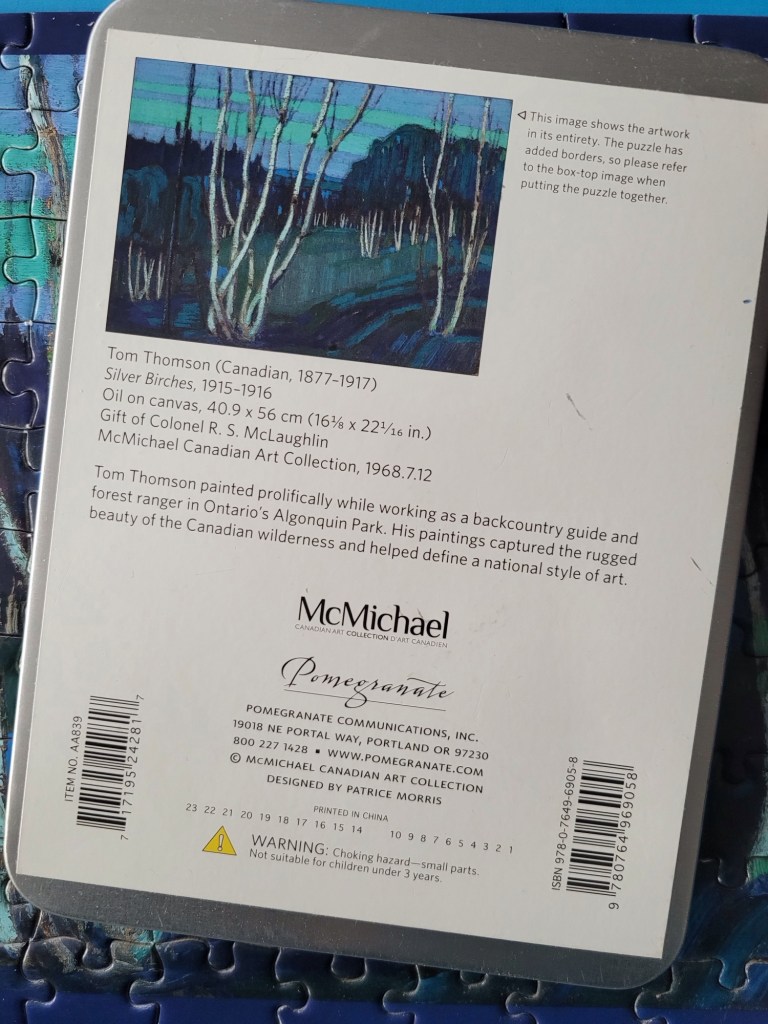 ◁ This image shows the artwork
in its entirety. The puzzle has
added borders, so please refer
to the box-top image when
putting the puzzle together.
Tom Thomson (Canadian, 1877–1917)
Silver Birches, 1915–1916
Oil on canvas, 40.9 x 56 cm (16⅛ x 22¹⁄₁₆ in.)
Gift of Colonel R. S. McLaughlin
McMichael Canadian Art Collection, 1968.7.12
Tom Thomson painted prolifically while working as a backcountry guide and
forest ranger in Ontario's Algonquin Park. His paintings captured the rugged
beauty of the Canadian wilderness and helped define a national style of art.
McMichael
CANADIAN ART COLLECTION D'ART CANADIEN
Pomegranate
POMEGRANATE COMMUNICATIONS, INC.
19018 NE PORTAL WAY, PORTLAND OR 97230
800 227 1428 ▪ WWW.POMEGRANATE.COM
© McMICHAEL CANADIAN ART COLLECTION
DESIGNED BY PATRICE MORRIS
PRINTED IN CHINA
23 22 21 20 19 18 17 16 15 14 10 9 8 7 6 5 4 3 2 1
WARNING: Choking hazard—small parts.
Not suitable for children under 3 years.
ITEM NO. AA839
7 17195 24281 7
ISBN 978-0-7649-6905-8
9 780764 969058